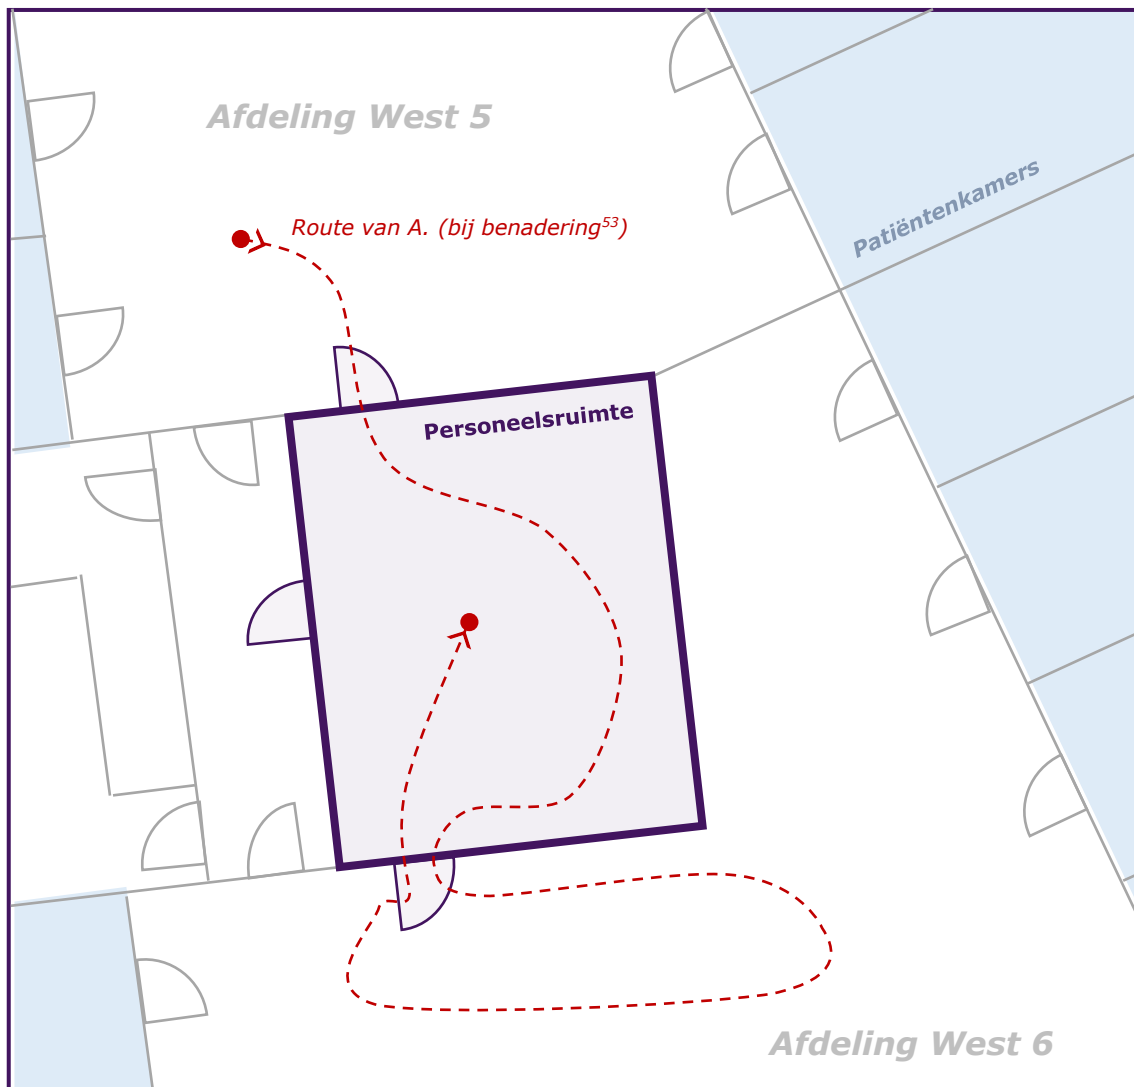 Afdeling West 5
Patiëntenkamers
Route van A. (bij benadering53)
Personeelsruimte
Afdeling West 6